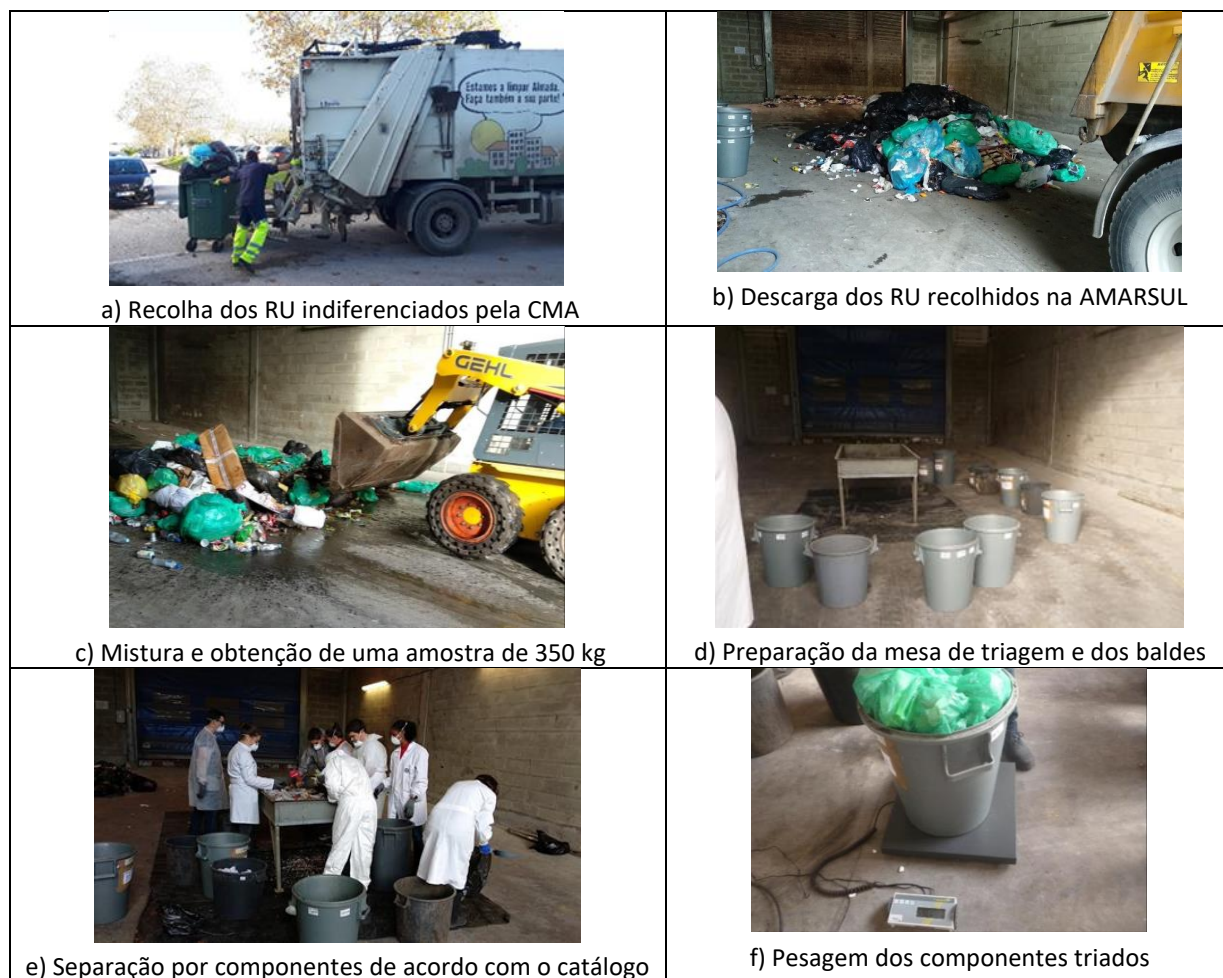 Estamos a limpar Almada.
Faça também a sua parte!
a) Recolha dos RU indiferenciados pela CMA
b) Descarga dos RU recolhidos na AMARSUL
GEHL
c) Mistura e obtenção de uma amostra de 350 kg
d) Preparação da mesa de triagem e dos baldes
e) Separação por componentes de acordo com o catálogo
f) Pesagem dos componentes triados